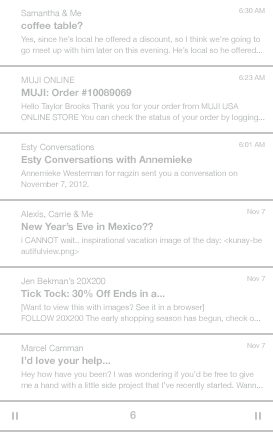 Samantha & Me 6:30 AM
coffee table?
Yes, since he's local he offered a discount, so I think we're going to
go meet up with him later on this evening. He's local so he offered...
MUJI ONLINE 6:23 AM
MUJI: Order #10089069
Hello Taylor Brooks Thank you for your order from MUJI USA
ONLINE STORE You can check the status of your order by logging...
Esty Conversations 6:01 AM
Esty Conversations with Annemieke
Annemieke Westerman for ragzin sent you a conversation on
November 7, 2012.
Alexis, Carrie & Me Nov 7
New Year's Eve in Mexico??
i CANNOT wait.. inspirational vacation image of the day: <kunay-be
autifulview.png>
Jen Bekman's 20X200 Nov 7
Tick Tock: 30% Off Ends in a...
[Want to view this with images? See it in a browser]
FOLLOW 20X200 The early shopping season has begun, check o...
Marcel Camman Nov 7
I'd love your help...
Hey how have you been? I was wondering if you'd be free to give
me a hand with a little side project that I've recently started. Wann...
6